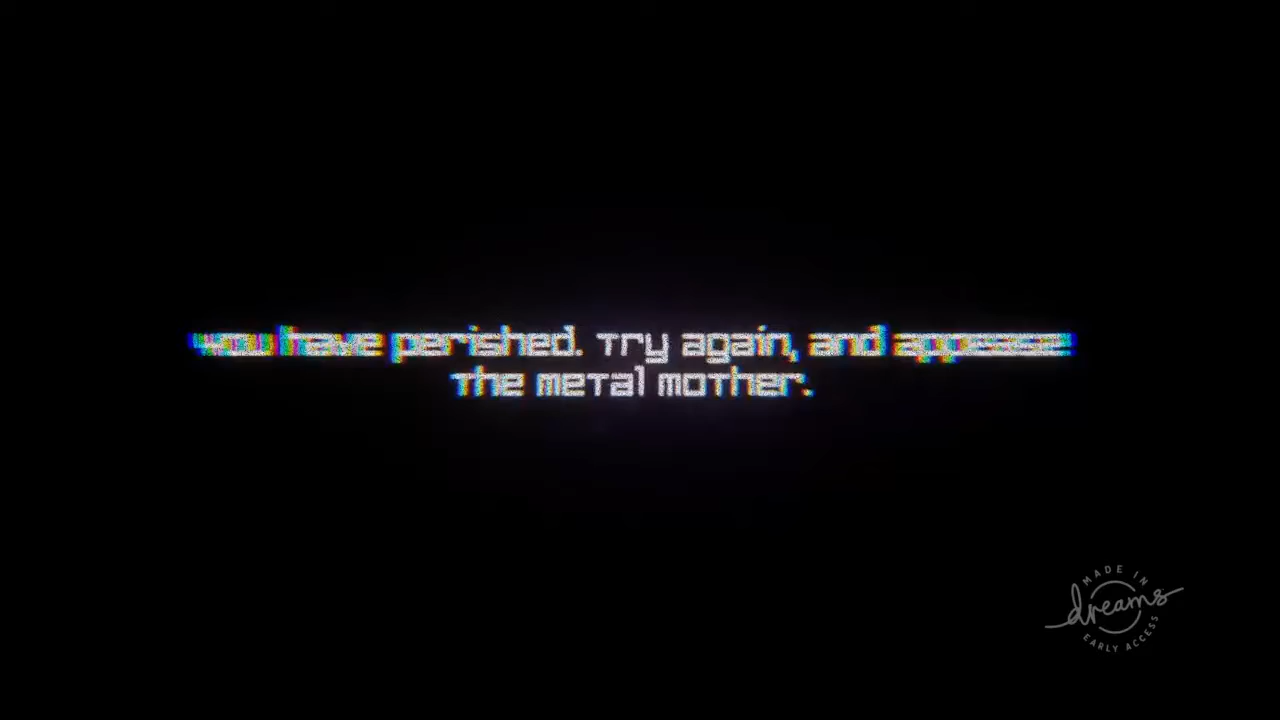 you have perished. Try again, and appease
the metal mother.
MADE IN
dreams
EARLY ACCESS